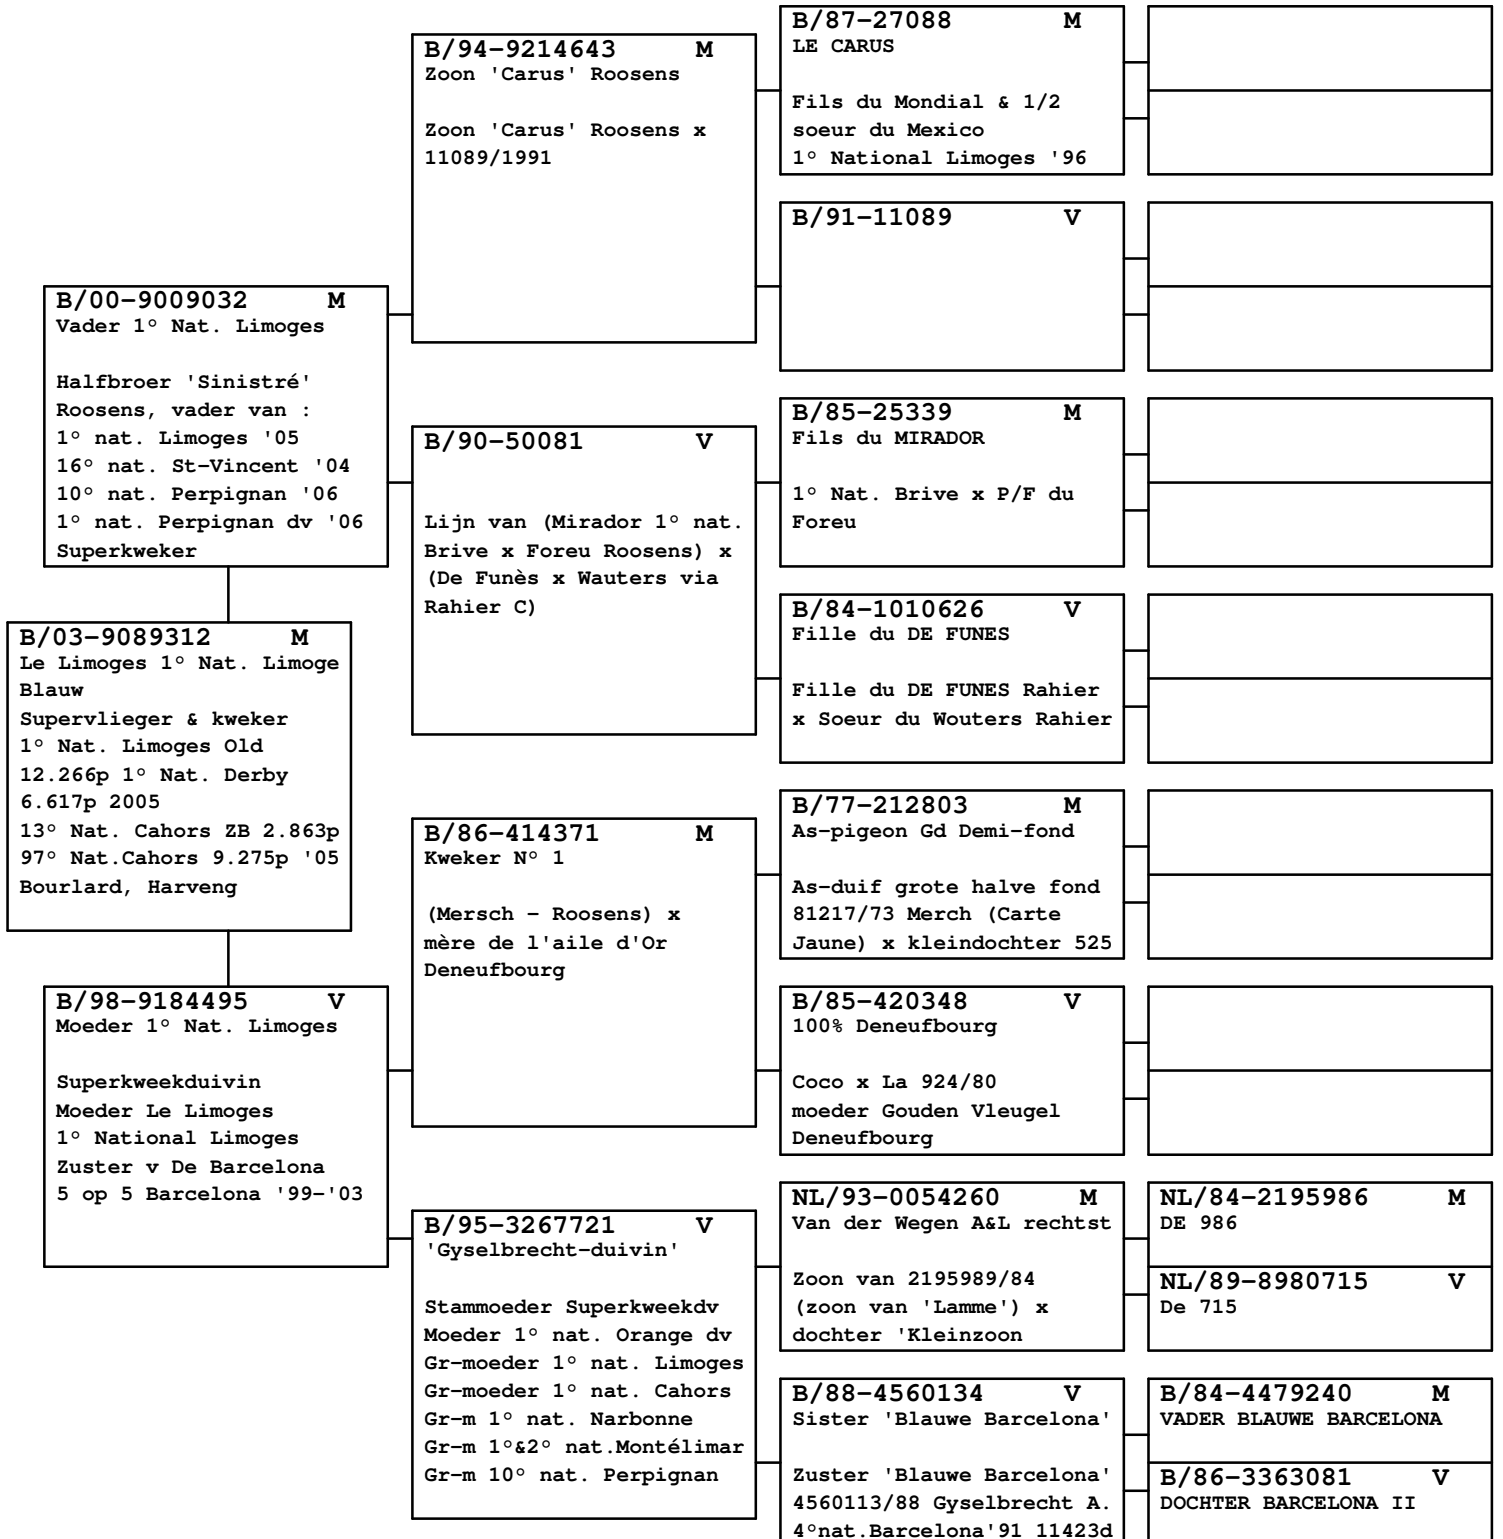 B/87-27088 M
LE CARUS
Fils du Mondial & 1/2
soeur du Mexico
1° National Limoges '96
B/94-9214643 M
Zoon 'Carus' Roosens
Zoon 'Carus' Roosens x
11089/1991
B/91-11089 V
B/00-9009032 M
Vader 1° Nat. Limoges
Halfbroer 'Sinistré'
Roosens, vader van :
1° nat. Limoges '05
16° nat. St-Vincent '04
10° nat. Perpignan '06
1° nat. Perpignan dv '06
Superkweker
B/85-25339 M
Fils du MIRADOR
1° Nat. Brive x P/F du
Foreu
B/90-50081 V
Lijn van (Mirador 1° nat.
Brive x Foreu Roosens) x
(De Funès x Wauters via
Rahier C)
B/84-1010626 V
Fille du DE FUNES
Fille du DE FUNES Rahier
x Soeur du Wouters Rahier
B/03-9089312 M
Le Limoges 1° Nat. Limoge
Blauw
Supervlieger & kweker
1° Nat. Limoges Old
12.266p 1° Nat. Derby
6.617p 2005
13° Nat. Cahors ZB 2.863p
97° Nat.Cahors 9.275p '05
Bourlard, Harveng
B/77-212803 M
As-pigeon Gd Demi-fond
As-duif grote halve fond
81217/73 Merch (Carte
Jaune) x kleindochter 525
B/86-414371 M
Kweker N° 1
(Mersch - Roosens) x
mère de l'aile d'Or
Deneufbourg
B/85-420348 V
100% Deneufbourg
Coco x La 924/80
moeder Gouden Vleugel
Deneufbourg
B/98-9184495 V
Moeder 1° Nat. Limoges
Superkweekduivin
Moeder Le Limoges
1° National Limoges
Zuster v De Barcelona
5 op 5 Barcelona '99-'03
NL/93-0054260 M
Van der Wegen A&L rechtst
Zoon van 2195989/84
(zoon van 'Lamme') x
dochter 'Kleinzoon
NL/84-2195986 M
DE 986
NL/89-8980715 V
De 715
B/95-3267721 V
'Gyselbrecht-duivin'
Stammoeder Superkweekdv
Moeder 1° nat. Orange dv
Gr-moeder 1° nat. Limoges
Gr-moeder 1° nat. Cahors
Gr-m 1° nat. Narbonne
Gr-m 1°&2° nat.Montélimar
Gr-m 10° nat. Perpignan
B/88-4560134 V
Sister 'Blauwe Barcelona'
Zuster 'Blauwe Barcelona'
4560113/88 Gyselbrecht A.
4°nat.Barcelona'91 11423d
B/84-4479240 M
VADER BLAUWE BARCELONA
B/86-3363081 V
DOCHTER BARCELONA II